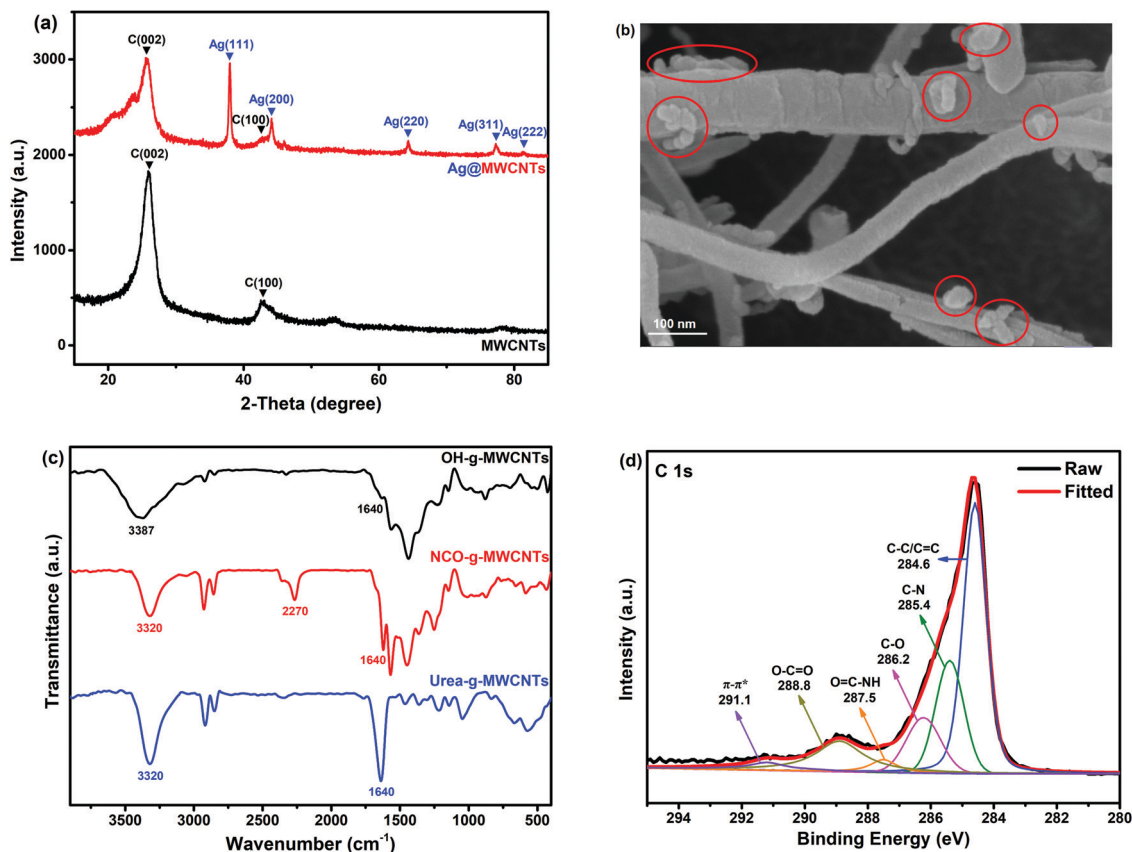 (a)
C(002)
Ag(111)
3000
Ag(200)
C(100)
Ag(220)
Ag(311)
Ag(222)
2000
C(002)
Ag@MWCNTs
1000
C(100)
0
MWCNTs
20
40
60
80
Intensity (a.u.)
2-Theta (degree)
(b)
100 nm
(c)
OH-g-MWCNTs
1640
3387
NCO-g-MWCNTs
3320
2270
1640
Urea-g-MWCNTs
3320
1640
3500
3000
2500
2000
1500
1000
500
Transmittance (a.u.)
Wavenumber (cm⁻¹)
(d)
C 1s
Raw
Fitted
C-C/C=C
284.6
C-N
285.4
C-O
286.2
O=C-NH
287.5
O-C=O
288.8
π-π*
291.1
294
292
290
288
286
284
282
280
Intensity (a.u.)
Binding Energy (eV)